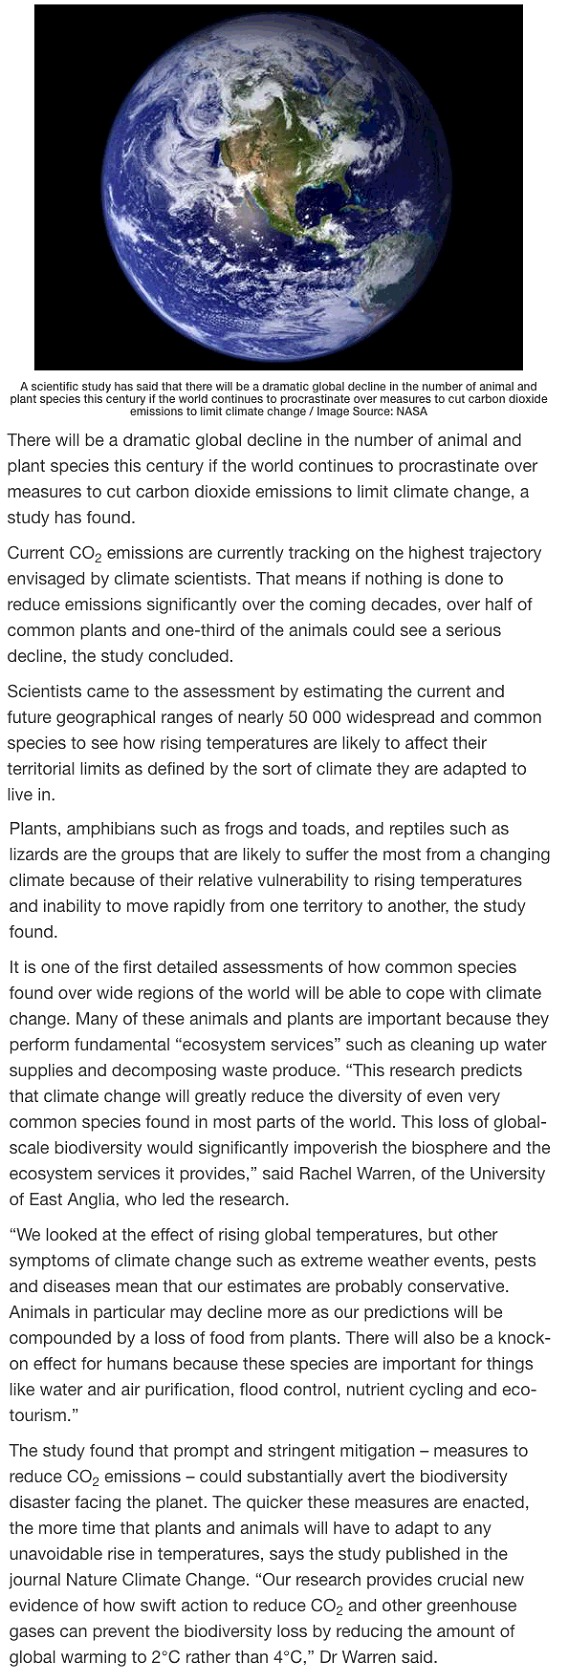 A scientific study has said that there will be a dramatic global decline in the number of animal and
plant species this century if the world continues to procrastinate over measures to cut carbon dioxide
emissions to limit climate change / Image Source: NASA
There will be a dramatic global decline in the number of animal and
plant species this century if the world continues to procrastinate over
measures to cut carbon dioxide emissions to limit climate change, a
study has found.
Current CO₂ emissions are currently tracking on the highest trajectory
envisaged by climate scientists. That means if nothing is done to
reduce emissions significantly over the coming decades, over half of
common plants and one-third of the animals could see a serious
decline, the study concluded.
Scientists came to the assessment by estimating the current and
future geographical ranges of nearly 50 000 widespread and common
species to see how rising temperatures are likely to affect their
territorial limits as defined by the sort of climate they are adapted to
live in.
Plants, amphibians such as frogs and toads, and reptiles such as
lizards are the groups that are likely to suffer the most from a changing
climate because of their relative vulnerability to rising temperatures
and inability to move rapidly from one territory to another, the study
found.
It is one of the first detailed assessments of how common species
found over wide regions of the world will be able to cope with climate
change. Many of these animals and plants are important because they
perform fundamental “ecosystem services” such as cleaning up water
supplies and decomposing waste produce. “This research predicts
that climate change will greatly reduce the diversity of even very
common species found in most parts of the world. This loss of global-
scale biodiversity would significantly impoverish the biosphere and the
ecosystem services it provides,” said Rachel Warren, of the University
of East Anglia, who led the research.
“We looked at the effect of rising global temperatures, but other
symptoms of climate change such as extreme weather events, pests
and diseases mean that our estimates are probably conservative.
Animals in particular may decline more as our predictions will be
compounded by a loss of food from plants. There will also be a knock-
on effect for humans because these species are important for things
like water and air purification, flood control, nutrient cycling and eco-
tourism.”
The study found that prompt and stringent mitigation – measures to
reduce CO₂ emissions – could substantially avert the biodiversity
disaster facing the planet. The quicker these measures are enacted,
the more time that plants and animals will have to adapt to any
unavoidable rise in temperatures, says the study published in the
journal Nature Climate Change. “Our research provides crucial new
evidence of how swift action to reduce CO₂ and other greenhouse
gases can prevent the biodiversity loss by reducing the amount of
global warming to 2°C rather than 4°C,” Dr Warren said.